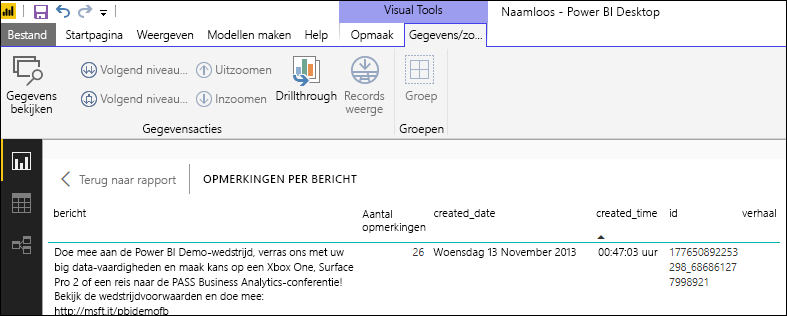 Visual Tools
Naamloos - Power BI Desktop
Bestand Startpagina Weergeven Modellen maken Help Opmaak Gegevens/zo...
Gegevens bekijken
Volgend niveau...
Uitzoomen
Volgend niveau...
Inzoomen
Drillthrough
Records
weerge
Groep
Gegevensacties
Groepen
Terug naar rapport
OPMERKINGEN PER BERICHT
bericht Aantal created_date created_time id verhaal
opmerkingen
Doe mee aan de Power BI Demo-wedstrijd, verras ons met uw 26 Woensdag 13 November 2013 00:47:03 uur 177650892253
big data-vaardigheden en maak kans op een Xbox One, Surface 298_68686127
Pro 2 of een reis naar de PASS Business Analytics-conferentie! 7998921
Bekijk de wedstrijdvoorwaarden en doe mee:
http://msft.it/pbidemofb